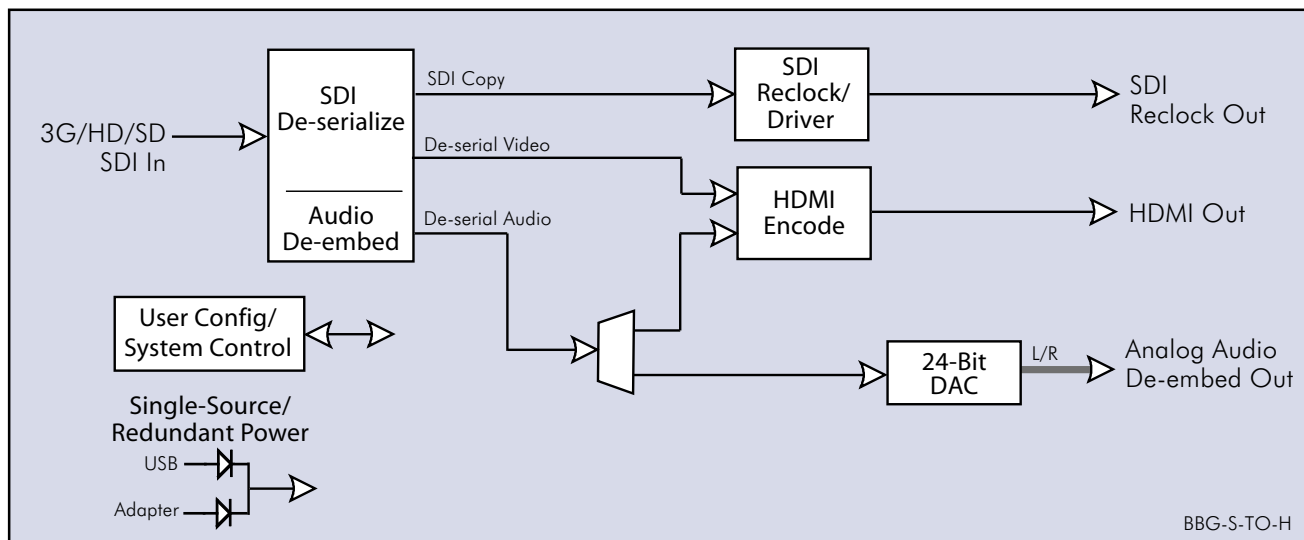 3G/HD/SD
SDI In
SDI
De-serialize
Audio
De-embed
SDI Copy
De-serial Video
De-serial Audio
SDI
Reclock/
Driver
SDI
Reclock Out
HDMI
Encode
HDMI Out
User Config/
System Control
24-Bit
DAC
L/R
Analog Audio
De-embed Out
Single-Source/
Redundant Power
USB
Adapter
BBG-S-TO-H